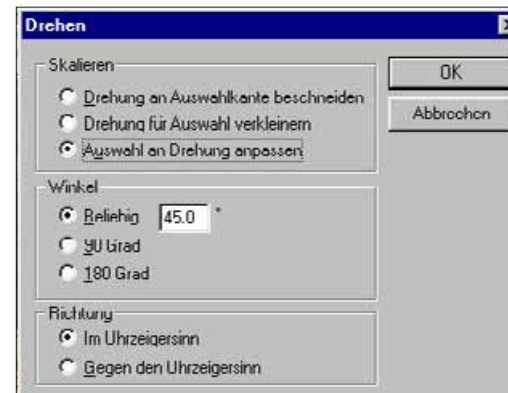 Drehen
Skalieren
Drehung an Auswahlkante beschneiden
Drehung für Auswahl verkleinern
Auswahl an Drehung anpassen
OK
Abbrechen
Winkel
Beliebig 45.0 °
90 Grad
180 Grad
Richtung
Im Uhrzeigersinn
Gegen den Uhrzeigersinn